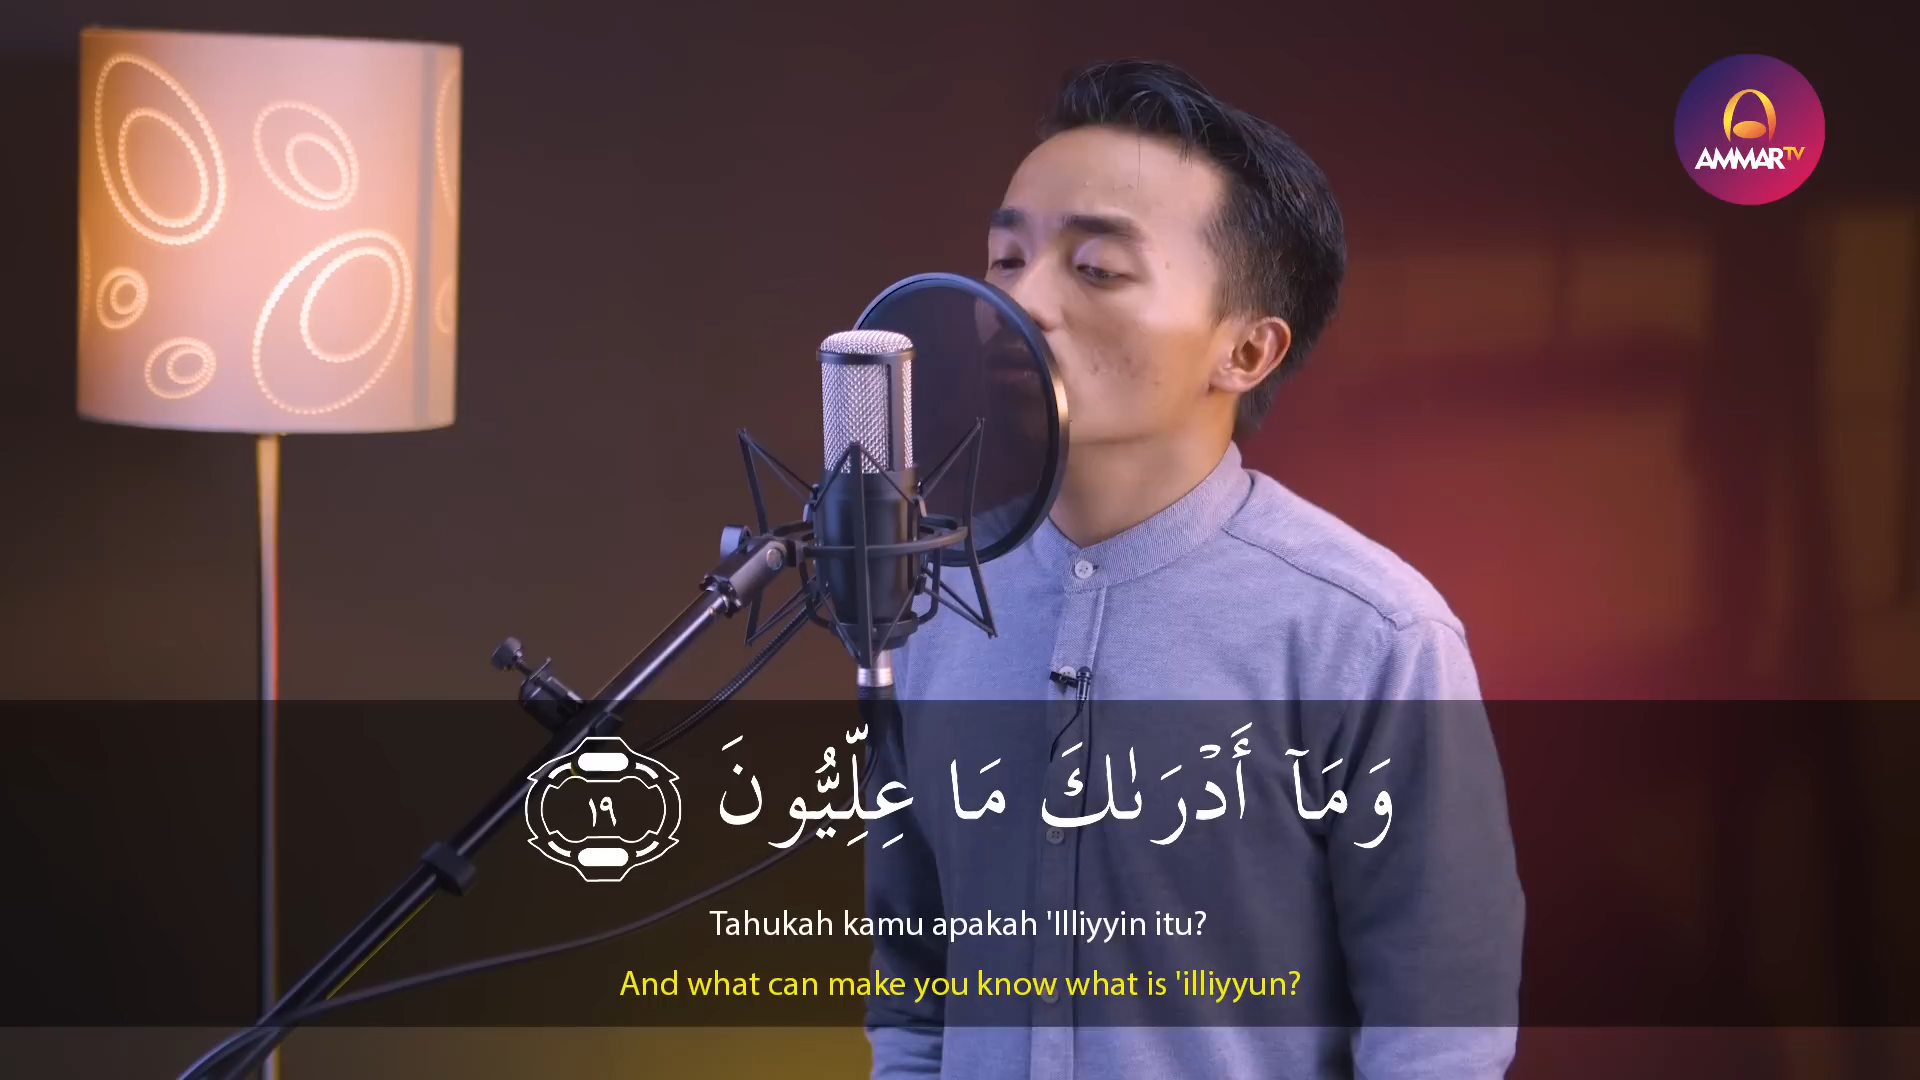 AMMARTV
وَمَآ أَدْرَىٰكَ مَا عِلِّيُّونَ ١٩
Tahukah kamu apakah 'Illiyyin itu?
And what can make you know what is 'illiyyun?